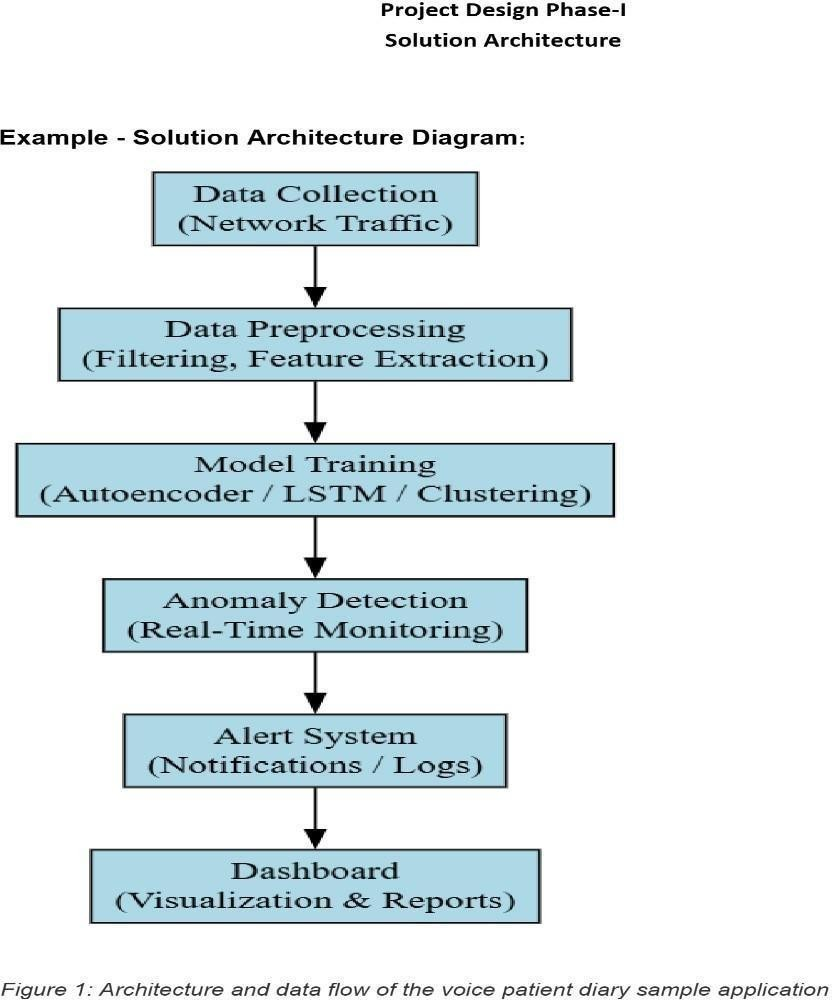 Project Design Phase-I
Solution Architecture
Example - Solution Architecture Diagram:
Data Collection
(Network Traffic)
Data Preprocessing
(Filtering, Feature Extraction)
Model Training
(Autoencoder / LSTM / Clustering)
Anomaly Detection
(Real-Time Monitoring)
Alert System
(Notifications / Logs)
Dashboard
(Visualization & Reports)
Figure 1: Architecture and data flow of the voice patient diary sample application